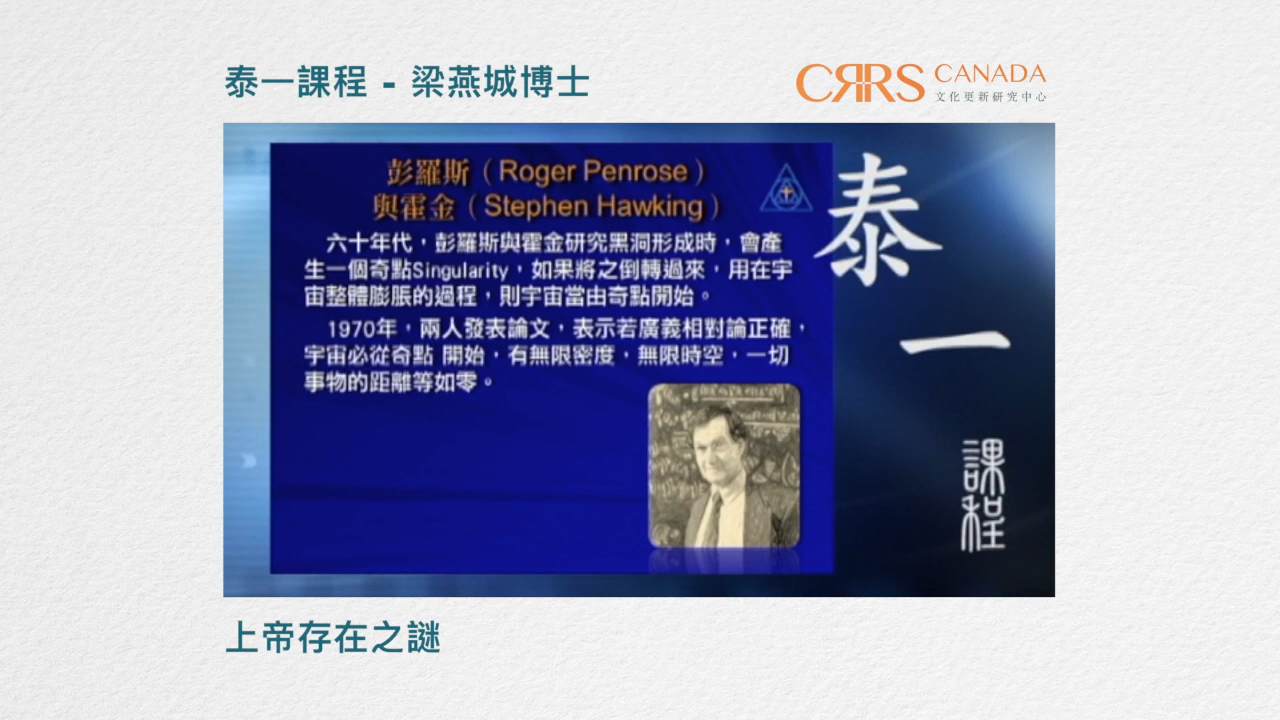 泰一課程 - 梁燕城博士
CRRS CANADA
文化更新研究中心
彭羅斯（Roger Penrose）
與霍金（Stephen Hawking）
六十年代，彭羅斯與霍金研究黑洞形成時，會產
生一個奇點Singularity，如果將之倒轉過來，用在宇
宙整體膨脹的過程，則宇宙當由奇點開始。
1970年，兩人發表論文，表示若廣義相對論正確，
宇宙必從奇點 開始，有無限密度，無限時空，一切
事物的距離等如零。
泰一
課程
上帝存在之謎